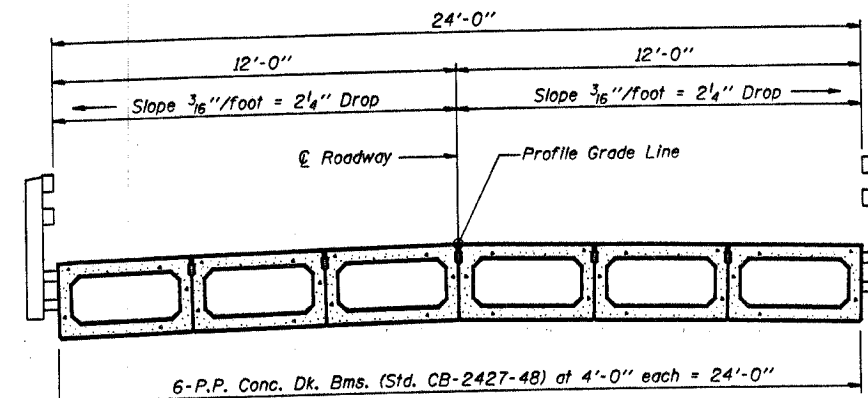 24'-0"
12'-0" 12'-0"
Slope 3/16"/foot = 2 1/4" Drop Slope 3/16"/foot = 2 1/4" Drop
℄ Roadway Profile Grade Line
6-P.P. Conc. Dk. Bms. (Std. CB-2427-48) at 4'-0" each = 24'-0"